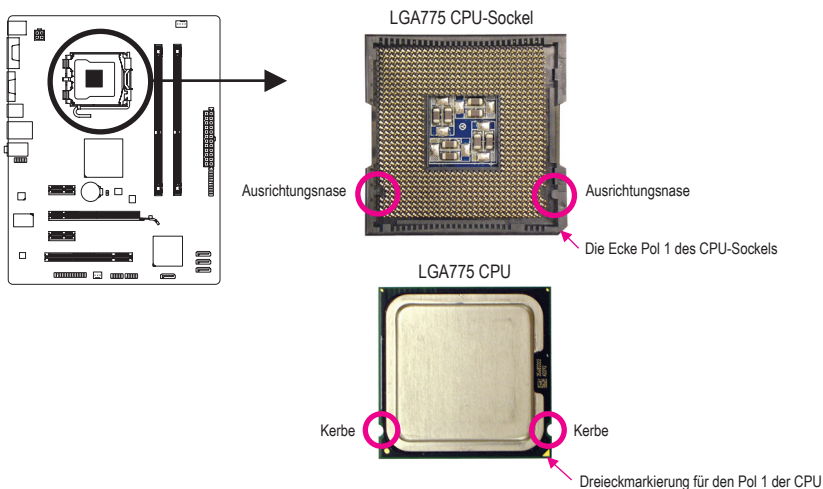 LGA775 CPU-Sockel
Ausrichtungsnase
Ausrichtungsnase
Die Ecke Pol 1 des CPU-Sockels
LGA775 CPU
Kerbe
Kerbe
Dreieckmarkierung für den Pol 1 der CPU